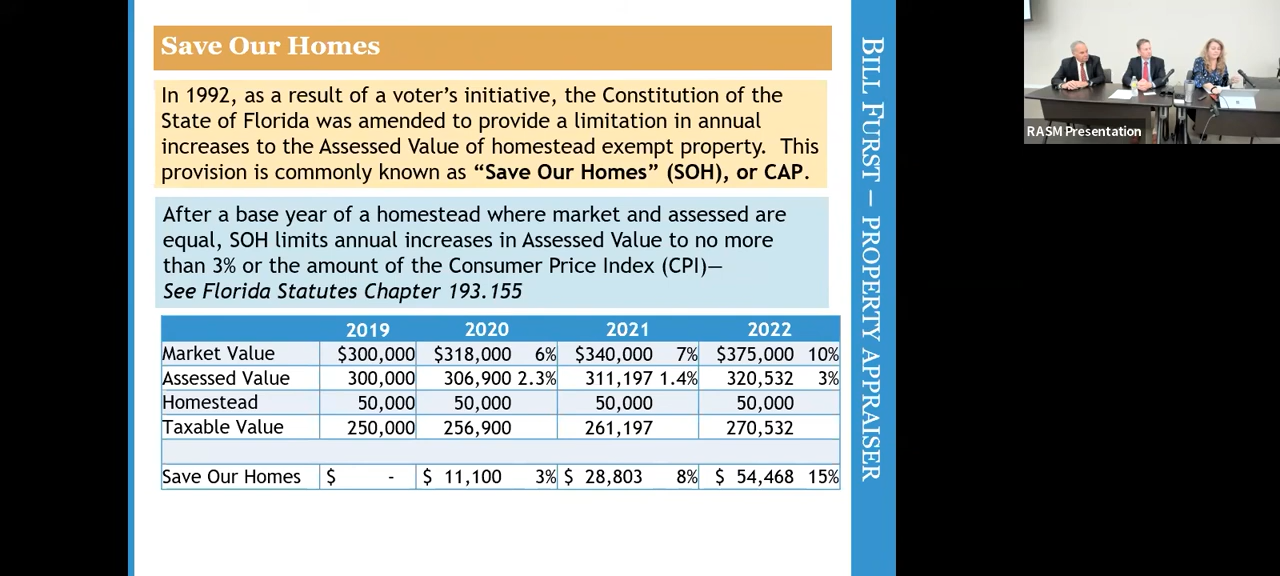 Save Our Homes
In 1992, as a result of a voter's initiative, the Constitution of the
State of Florida was amended to provide a limitation in annual
increases to the Assessed Value of homestead exempt property. This
provision is commonly known as “Save Our Homes” (SOH), or CAP.
After a base year of a homestead where market and assessed are
equal, SOH limits annual increases in Assessed Value to no more
than 3% or the amount of the Consumer Price Index (CPI)—
See Florida Statutes Chapter 193.155
2019 2020 2021 2022
Market Value $300,000 $318,000 6% $340,000 7% $375,000 10%
Assessed Value 300,000 306,900 2.3% 311,197 1.4% 320,532 3%
Homestead 50,000 50,000 50,000 50,000
Taxable Value 250,000 256,900 261,197 270,532
Save Our Homes $ - $ 11,100 3% $ 28,803 8% $ 54,468 15%
BILL FURST – PROPERTY APPRAISER
RASM Presentation